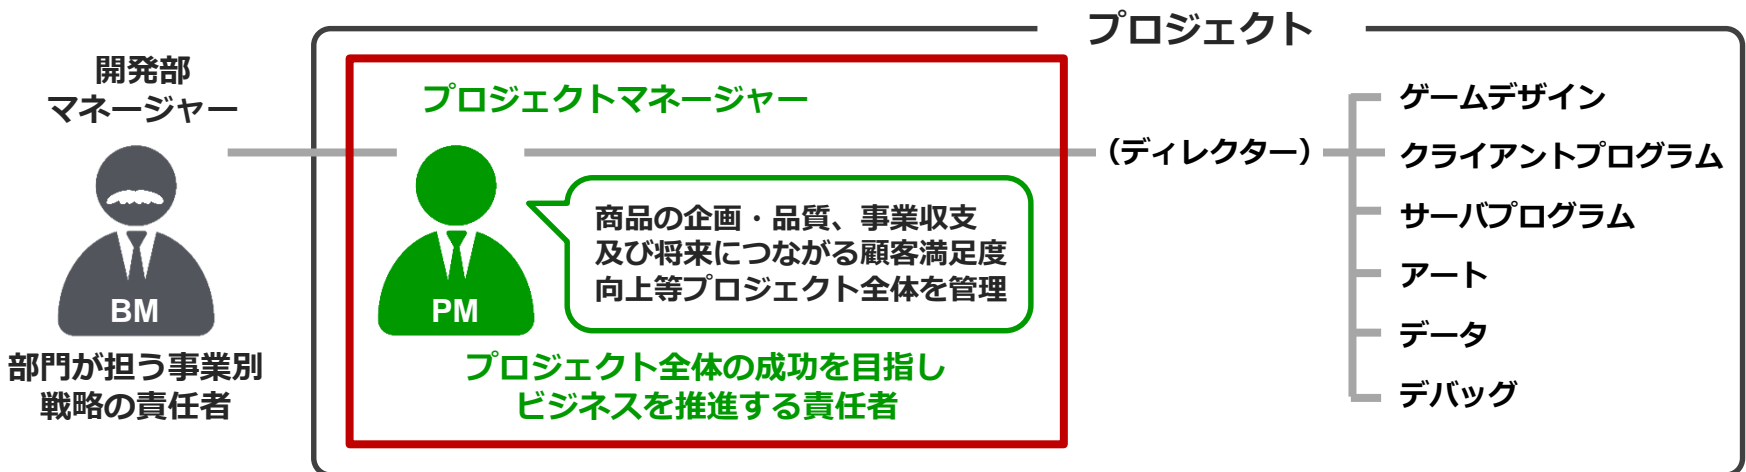 プロジェクト
開発部
マネージャー
BM
部門が担う事業別
戦略の責任者
プロジェクトマネージャー
PM
商品の企画・品質、事業収支
及び将来につながる顧客満足度
向上等プロジェクト全体を管理
プロジェクト全体の成功を目指し
ビジネスを推進する責任者
（ディレクター）
ゲームデザイン
クライアントプログラム
サーバプログラム
アート
データ
デバッグ